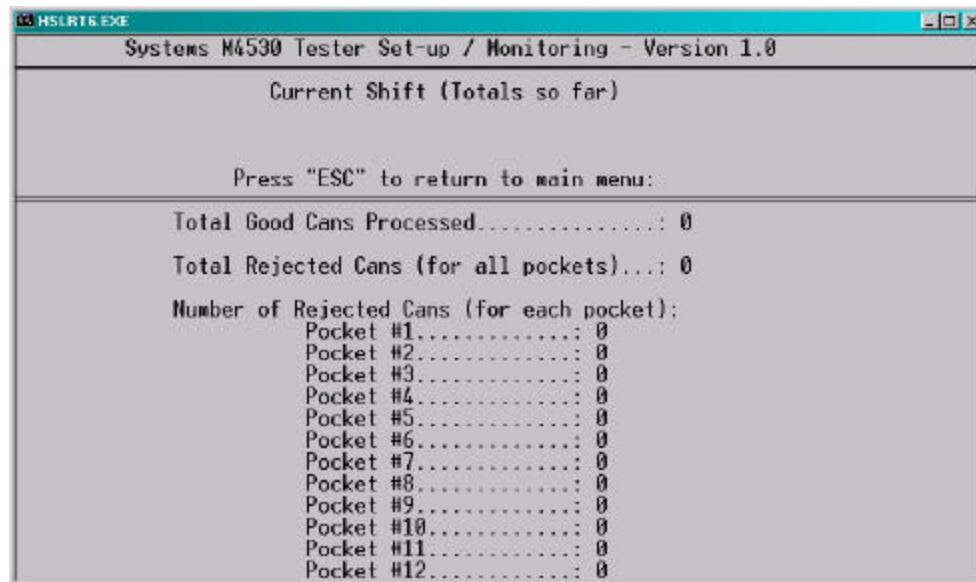 HSLRT6.EXE
Systems M4530 Tester Set-up / Monitoring - Version 1.0
Current Shift (Totals so far)
Press "ESC" to return to main menu:
Total Good Cans Processed...............: 0
Total Rejected Cans (for all pockets)...: 0
Number of Rejected Cans (for each pocket):
Pocket #1.............: 0
Pocket #2.............: 0
Pocket #3.............: 0
Pocket #4.............: 0
Pocket #5.............: 0
Pocket #6.............: 0
Pocket #7.............: 0
Pocket #8.............: 0
Pocket #9.............: 0
Pocket #10............: 0
Pocket #11............: 0
Pocket #12............: 0